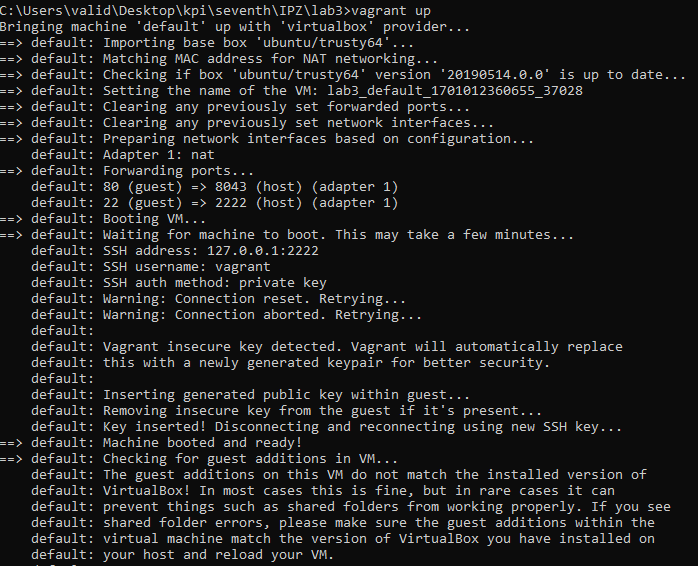 C:\Users\valid\Desktop\kpi\seventh\IPZ\lab3>vagrant up
Bringing machine 'default' up with 'virtualbox' provider...
==> default: Importing base box 'ubuntu/trusty64'...
==> default: Matching MAC address for NAT networking...
==> default: Checking if box 'ubuntu/trusty64' version '20190514.0.0' is up to date...
==> default: Setting the name of the VM: lab3_default_1701012360655_37028
==> default: Clearing any previously set forwarded ports...
==> default: Clearing any previously set network interfaces...
==> default: Preparing network interfaces based on configuration...
    default: Adapter 1: nat
==> default: Forwarding ports...
    default: 80 (guest) => 8043 (host) (adapter 1)
    default: 22 (guest) => 2222 (host) (adapter 1)
==> default: Booting VM...
==> default: Waiting for machine to boot. This may take a few minutes...
    default: SSH address: 127.0.0.1:2222
    default: SSH username: vagrant
    default: SSH auth method: private key
    default: Warning: Connection reset. Retrying...
    default: Warning: Connection aborted. Retrying...
    default:
    default: Vagrant insecure key detected. Vagrant will automatically replace
    default: this with a newly generated keypair for better security.
    default:
    default: Inserting generated public key within guest...
    default: Removing insecure key from the guest if it's present...
    default: Key inserted! Disconnecting and reconnecting using new SSH key...
==> default: Machine booted and ready!
==> default: Checking for guest additions in VM...
    default: The guest additions on this VM do not match the installed version of
    default: VirtualBox! In most cases this is fine, but in rare cases it can
    default: prevent things such as shared folders from working properly. If you see
    default: shared folder errors, please make sure the guest additions within the
    default: virtual machine match the version of VirtualBox you have installed on
    default: your host and reload your VM.